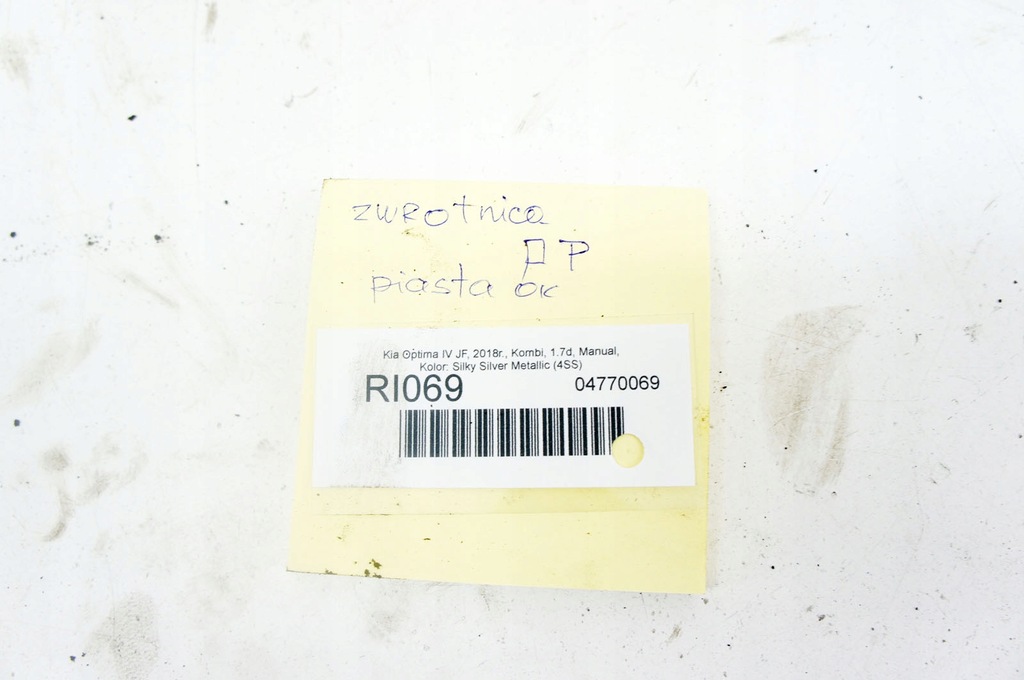 zwrotnica
PP
piasta ok
Kia Optima IV JF, 2018r., Kombi, 1.7d, Manual,
Kolor: Silky Silver Metallic (4SS)
RI069 04770069